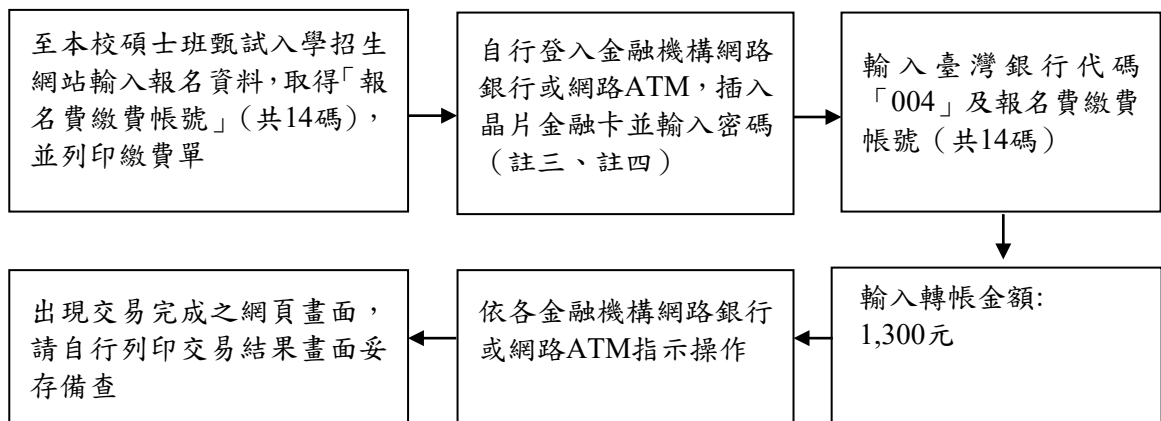 至本校碩士班甄試入學招生
網站輸入報名資料,取得「報
名費繳費帳號」(共14碼),
並列印繳費單
自行登入金融機構網路
銀行或網路ATM,插入
晶片金融卡並輸入密碼
(註三、註四)
輸入臺灣銀行代碼
「004」及報名費繳費
帳號(共14碼)
輸入轉帳金額:
1,300元
依各金融機構網路銀行
或網路ATM指示操作
出現交易完成之網頁畫面,
請自行列印交易結果畫面妥
存備查